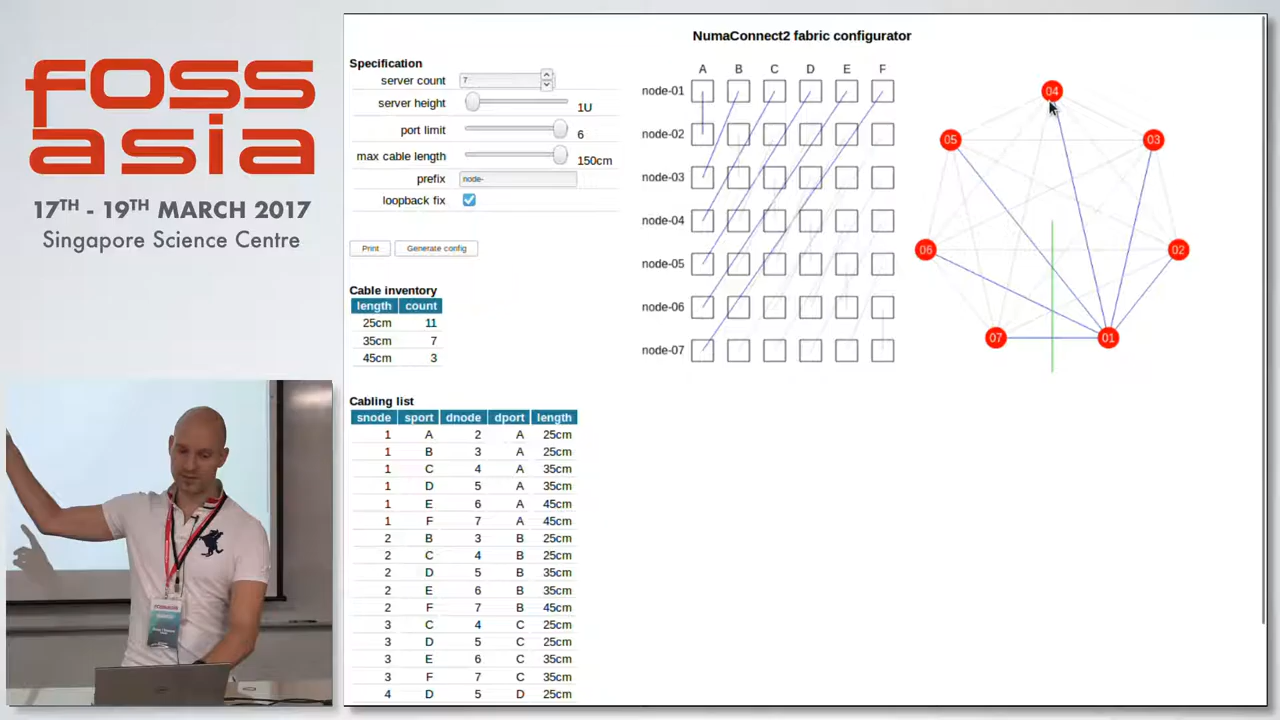 foss
asia
17TH - 19TH MARCH 2017
Singapore Science Centre
NumaConnect2 fabric configurator
Specification
server count 7
server height 1U
port limit 6
max cable length 150cm
prefix node-
loopback fix
Print Generate config
Cable inventory
length count
25cm 11
35cm 7
45cm 3
Cabling list
snode sport dnode dport length
1 A 2 A 25cm
1 B 3 A 25cm
1 C 4 A 35cm
1 D 5 A 35cm
1 E 6 A 45cm
1 F 7 A 45cm
2 B 3 B 25cm
2 C 4 B 25cm
2 D 5 B 35cm
2 E 6 B 35cm
2 F 7 B 45cm
3 C 4 C 25cm
3 D 5 C 25cm
3 E 6 C 35cm
3 F 7 C 35cm
4 D 5 D 25cm
A B C D E F
node-01
node-02
node-03
node-04
node-05
node-06
node-07
04
05 03
06 02
07 01